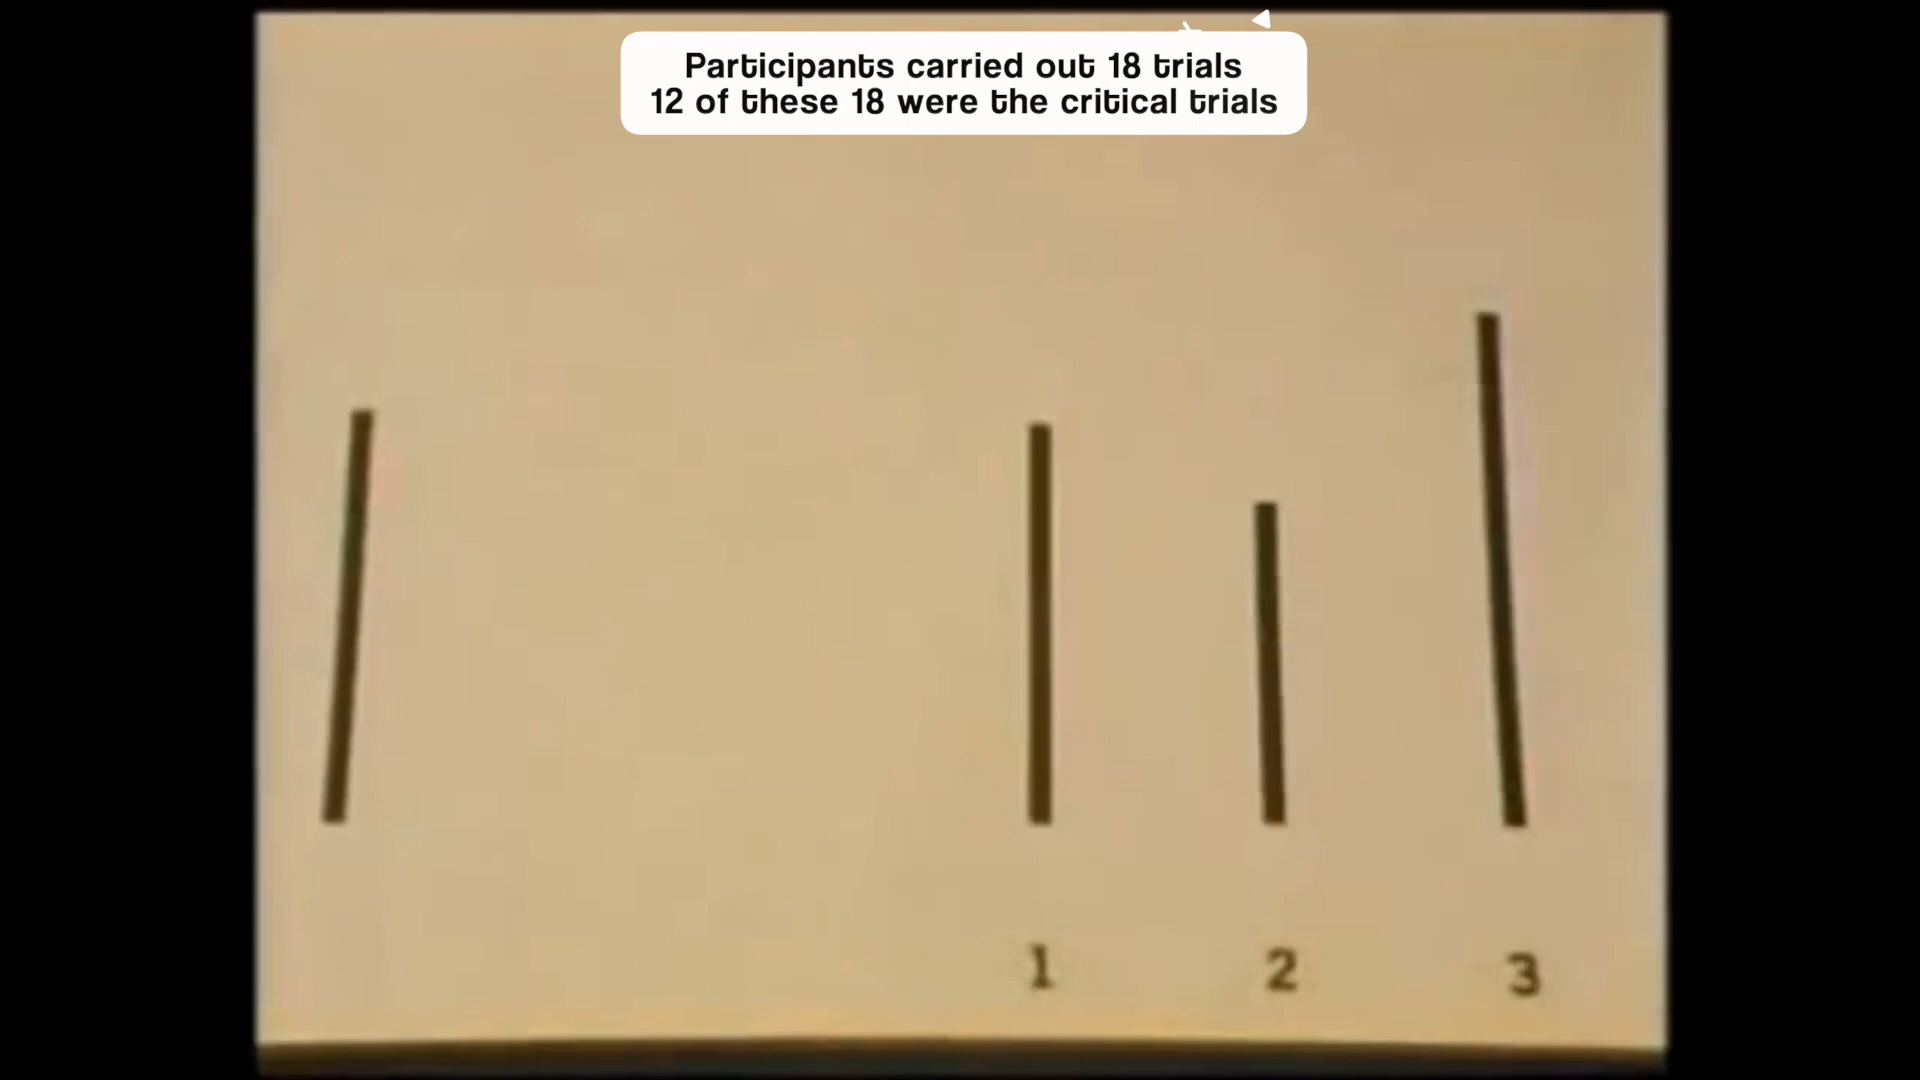 Participants carried out 18 trials
12 of these 18 were the critical trials
1 2 3